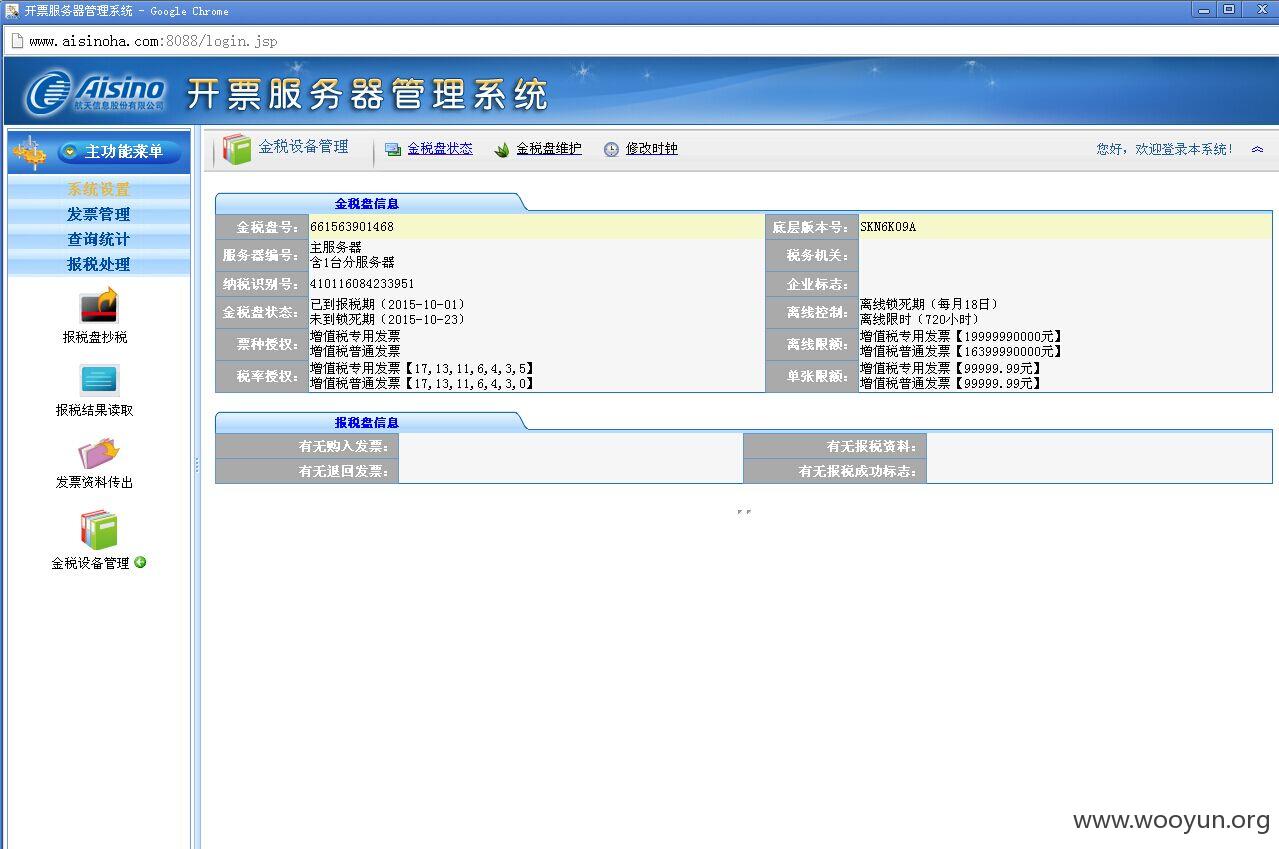 开票服务器管理系统 - Google Chrome
www.aisinoha.com:8088/login.jsp
Aisino
航天信息股份有限公司
开票服务器管理系统
主功能菜单
系统设置
发票管理
查询统计
报税处理
报税盘抄税
报税结果读取
发票资料传出
金税设备管理
金税设备管理 金税盘状态 金税盘维护 修改时钟 您好，欢迎登录本系统！
金税盘信息
金税盘号： 661563901468 底层版本号： SKN6K09A
服务器编号： 主服务器
含1台分服务器 税务机关：
纳税识别号： 410116084233951 企业标志：
金税盘状态： 已到报税期（2015-10-01）
未到锁死期（2015-10-23）
离线控制： 离线锁死期（每月18日）
离线限时（720小时）
票种授权： 增值税专用发票
增值税普通发票
离线限额： 增值税专用发票【19999990000元】
增值税普通发票【16399990000元】
税率授权： 增值税专用发票【17,13,11,6,4,3,5】
增值税普通发票【17,13,11,6,4,3,0】
单张限额： 增值税专用发票【99999.99元】
增值税普通发票【99999.99元】
报税盘信息
有无购入发票： 有无报税资料：
有无退回发票： 有无报税成功标志：
www.wooyun.org